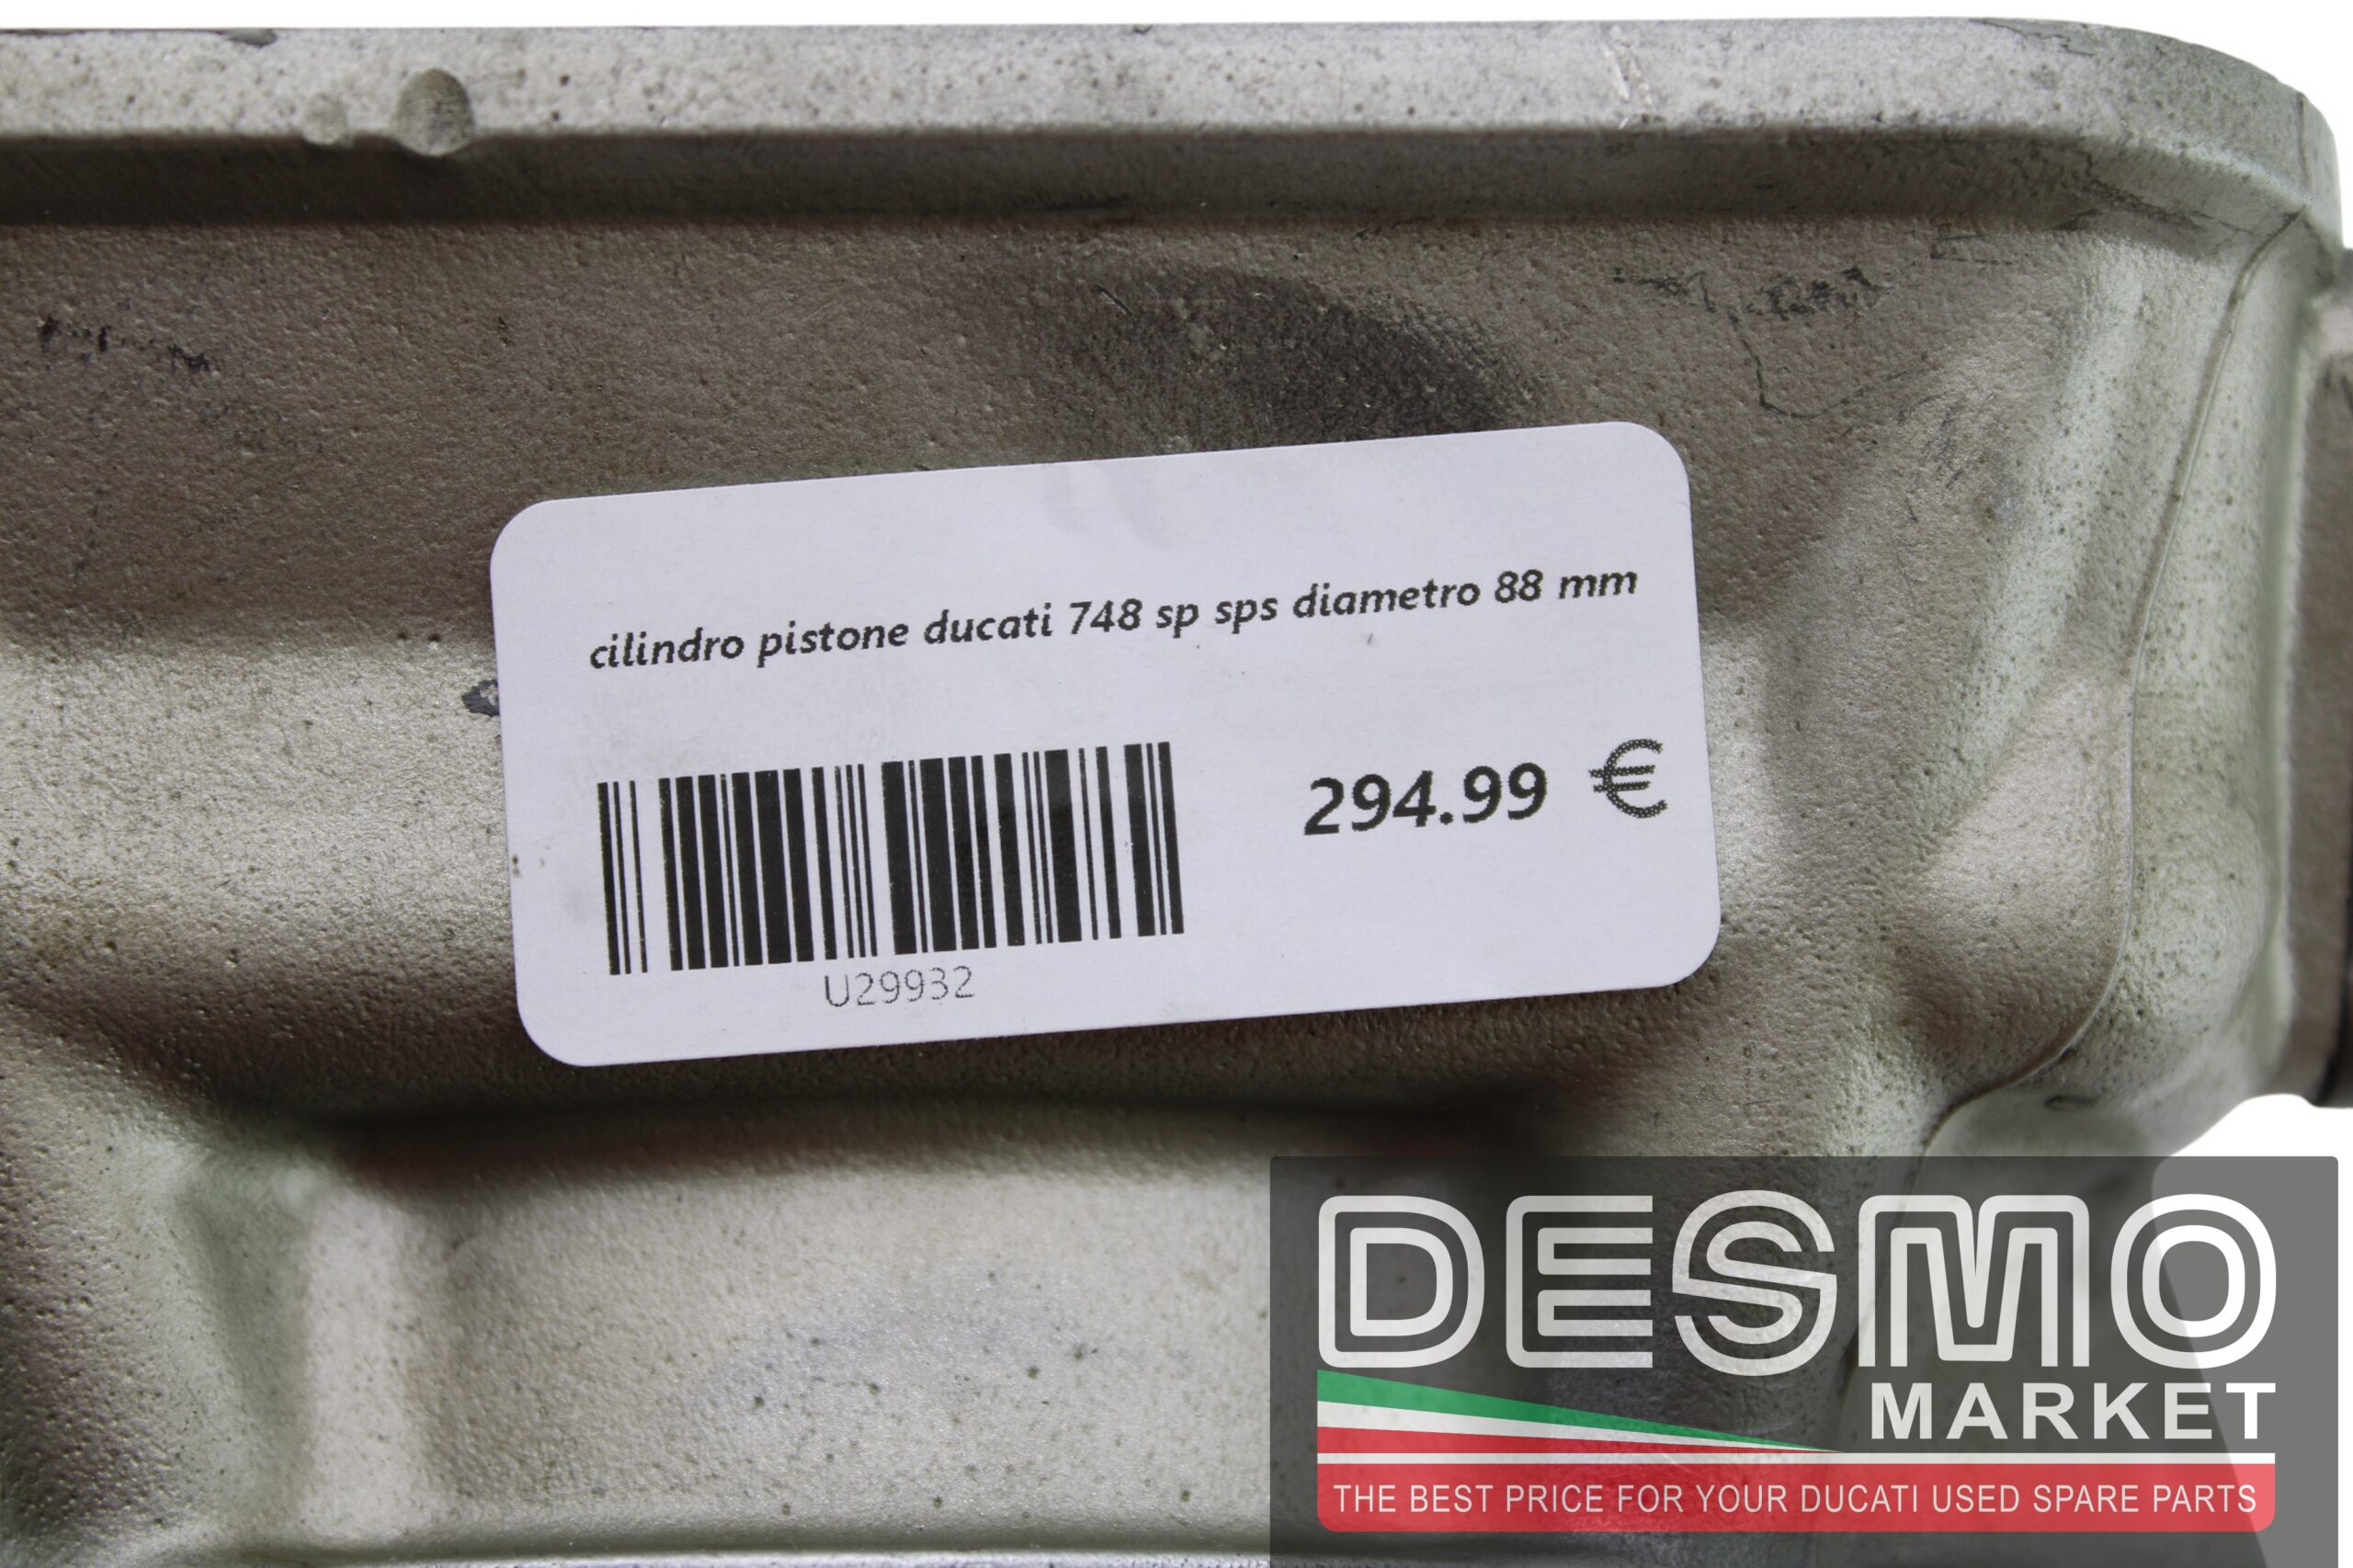 cilindro pistone ducati 748 sp sps diametro 88 mm
294.99 €
U29932
DESMO
MARKET
THE BEST PRICE FOR YOUR DUCATI USED SPARE PARTS